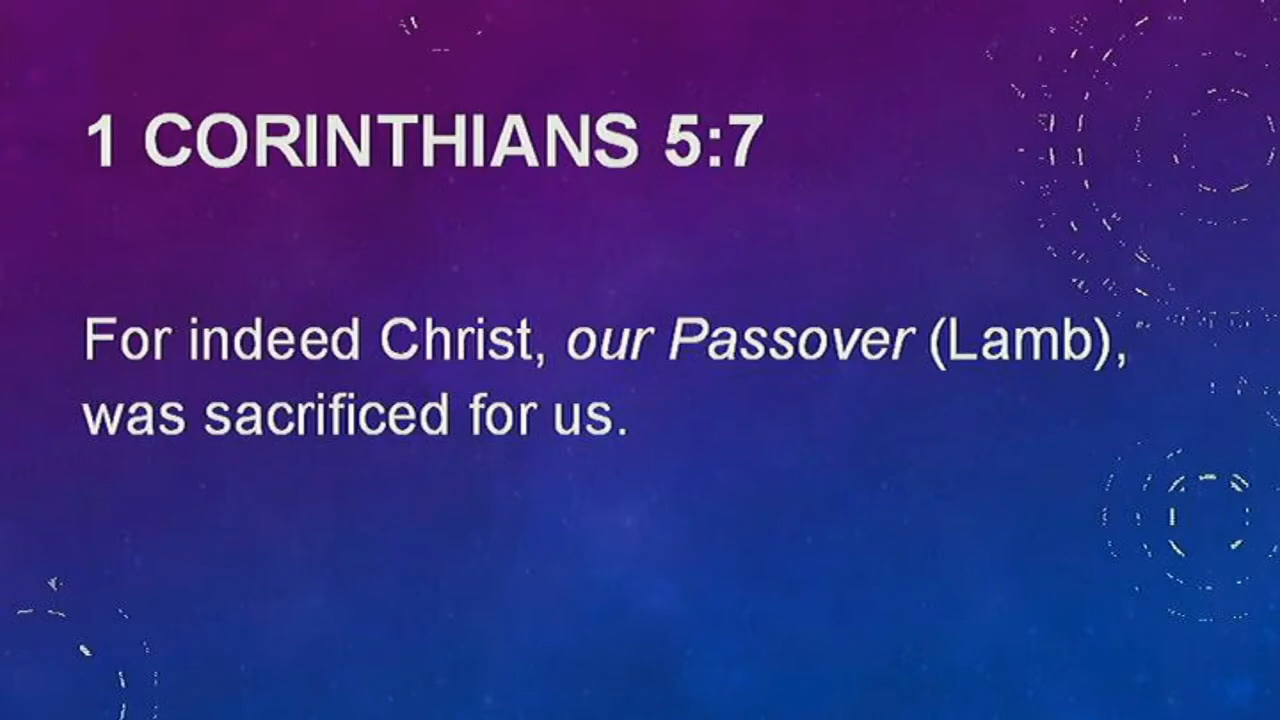 1 CORINTHIANS 5:7
For indeed Christ, our Passover (Lamb),
was sacrificed for us.